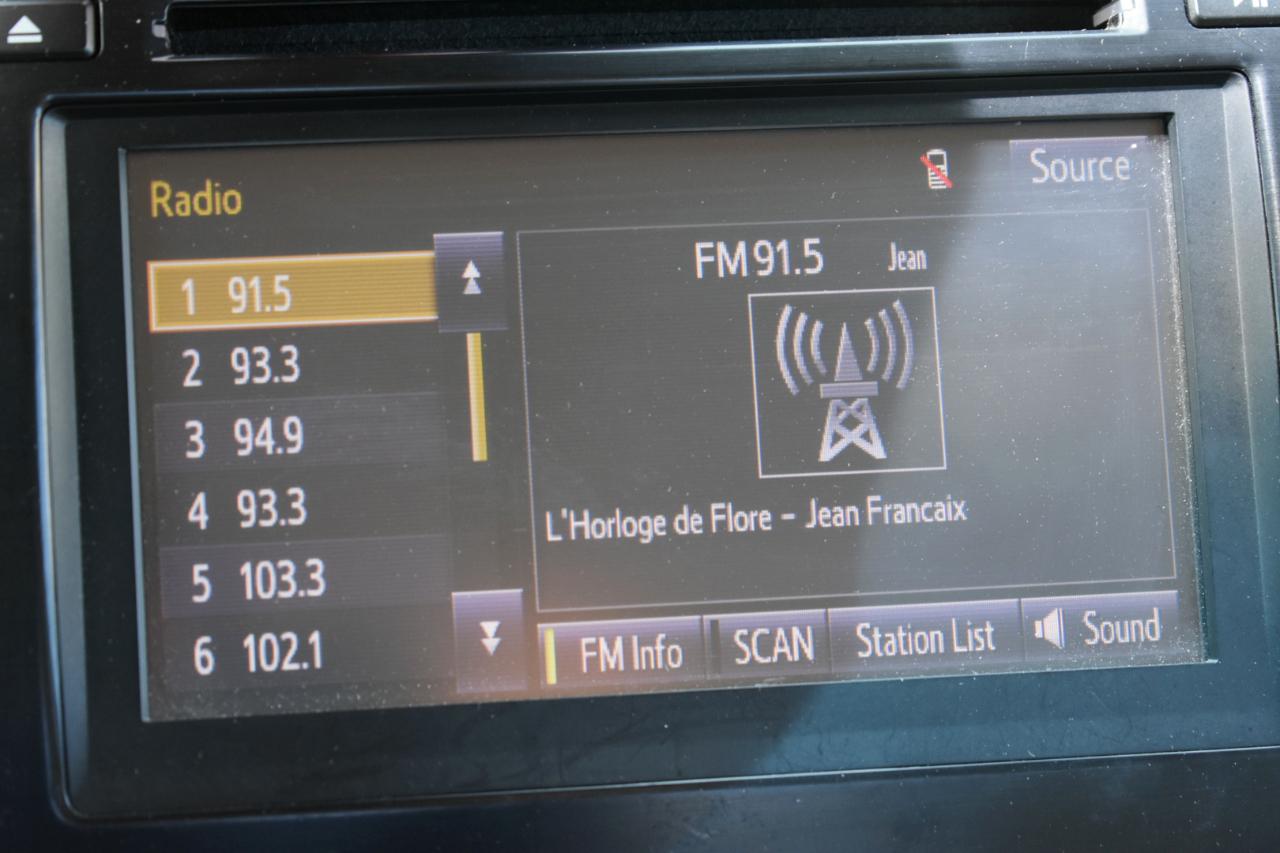 Radio
Source
1 91.5
2 93.3
3 94.9
4 93.3
5 103.3
6 102.1
FM 91.5 Jean
L'Horloge de Flore - Jean Francaix
FM Info
SCAN
Station List
Sound